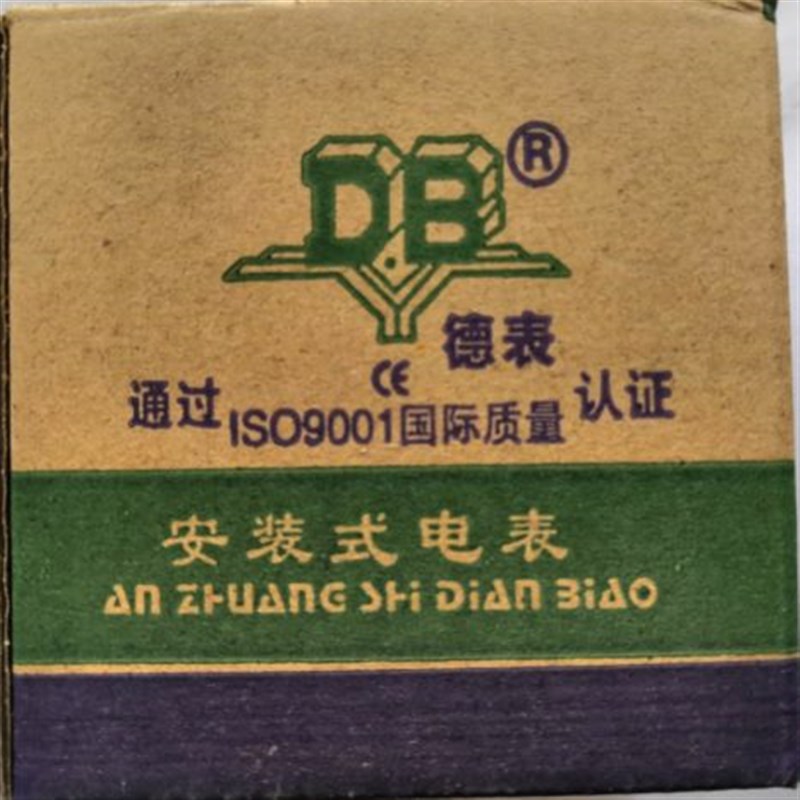 DB®
德表
CE
通过ISO9001国际质量认证
安装式电表
AN ZHUANG SHI DIAN BIAO